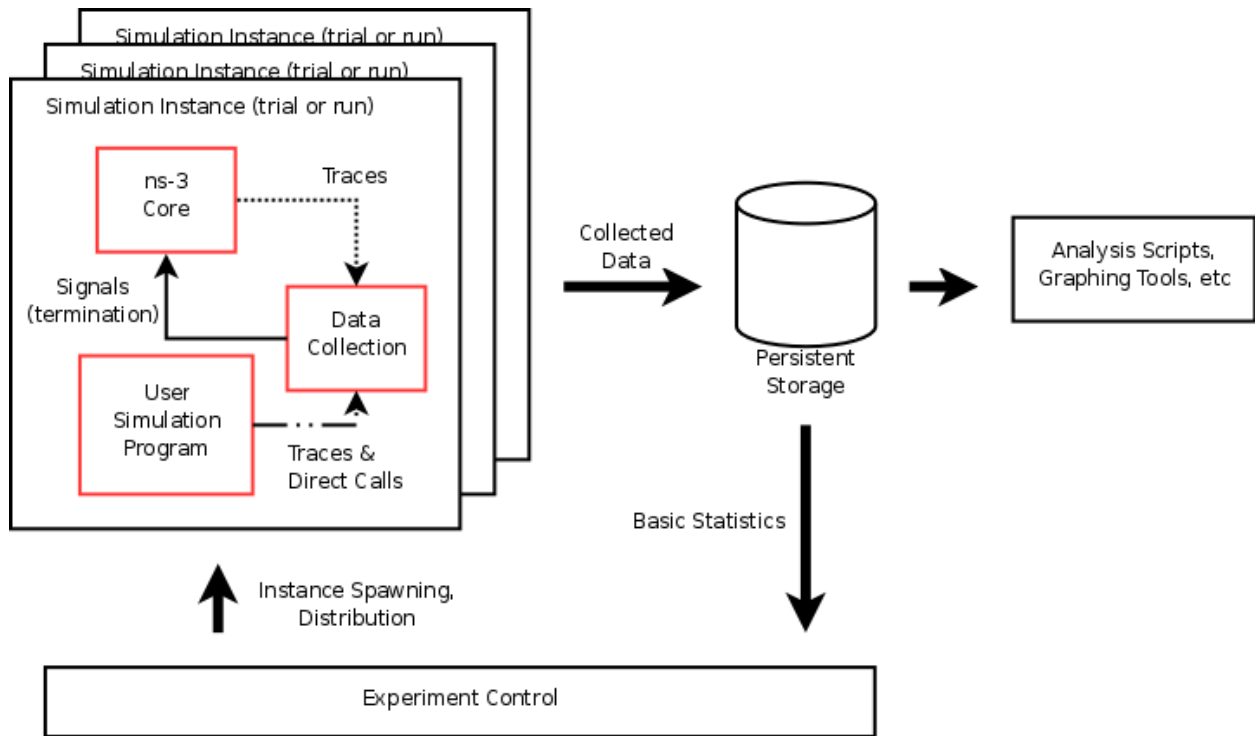 Simulation Instance (trial or run)
Simulation Instance (trial or run)
Simulation Instance (trial or run)
ns-3
Core
Traces
Signals
(termination)
Data
Collection
User
Simulation
Program
Traces &
Direct Calls
Collected
Data
Persistent
Storage
Analysis Scripts,
Graphing Tools, etc
Basic Statistics
Instance Spawning,
Distribution
Experiment Control